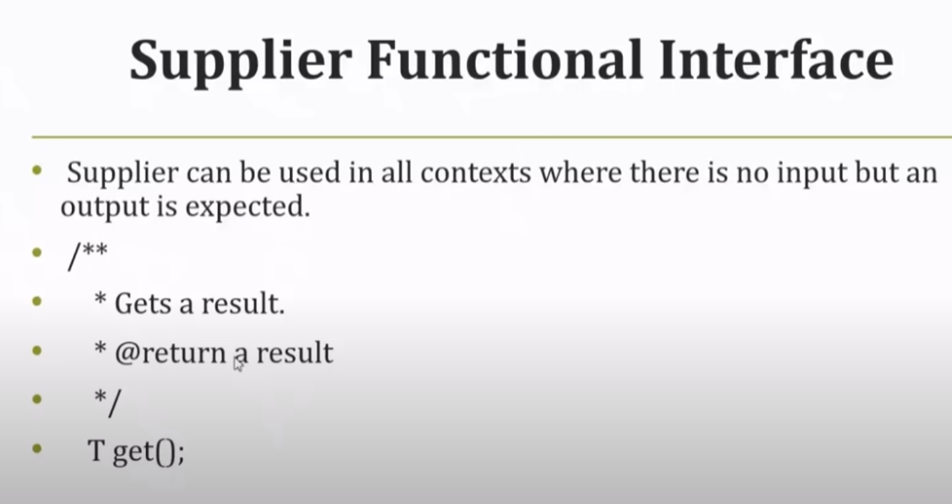 Supplier Functional Interface
• Supplier can be used in all contexts where there is no input but an
output is expected.
• /**
• * Gets a result.
• * @return a result
• */
• T get();